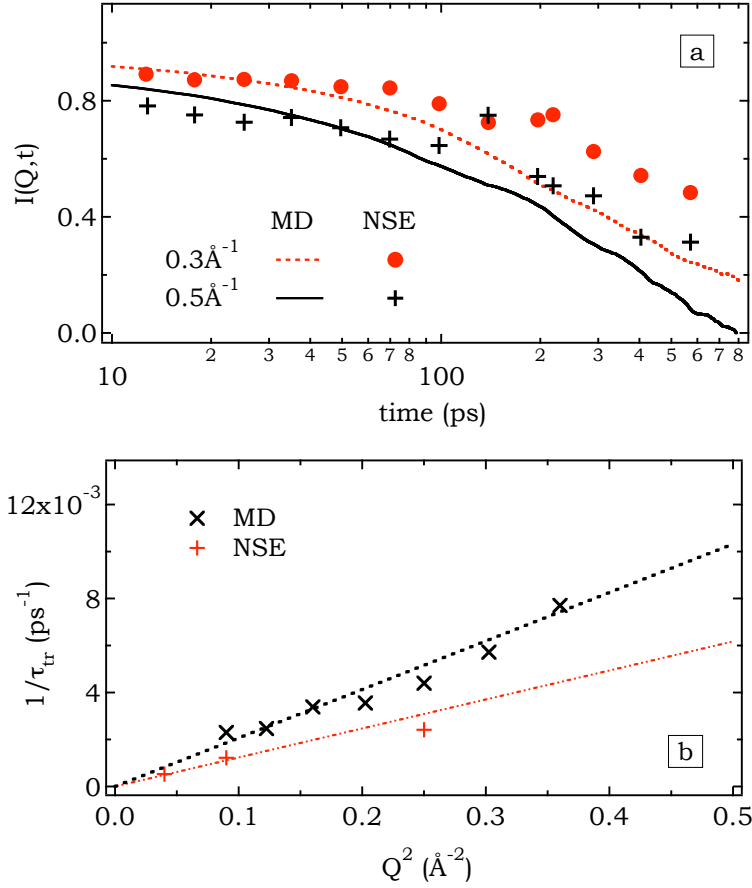 a
0.8
0.4
0.0
I(Q,t)
MD NSE
0.3Å⁻¹
0.5Å⁻¹
2 3 4 5 6 7 8 2 3 4 5 6 7 8
10 100
time (ps)
12x10⁻³
8
4
0
1/τtr (ps⁻¹)
MD
NSE
b
0.0 0.1 0.2 0.3 0.4 0.5
Q² (Å⁻²)